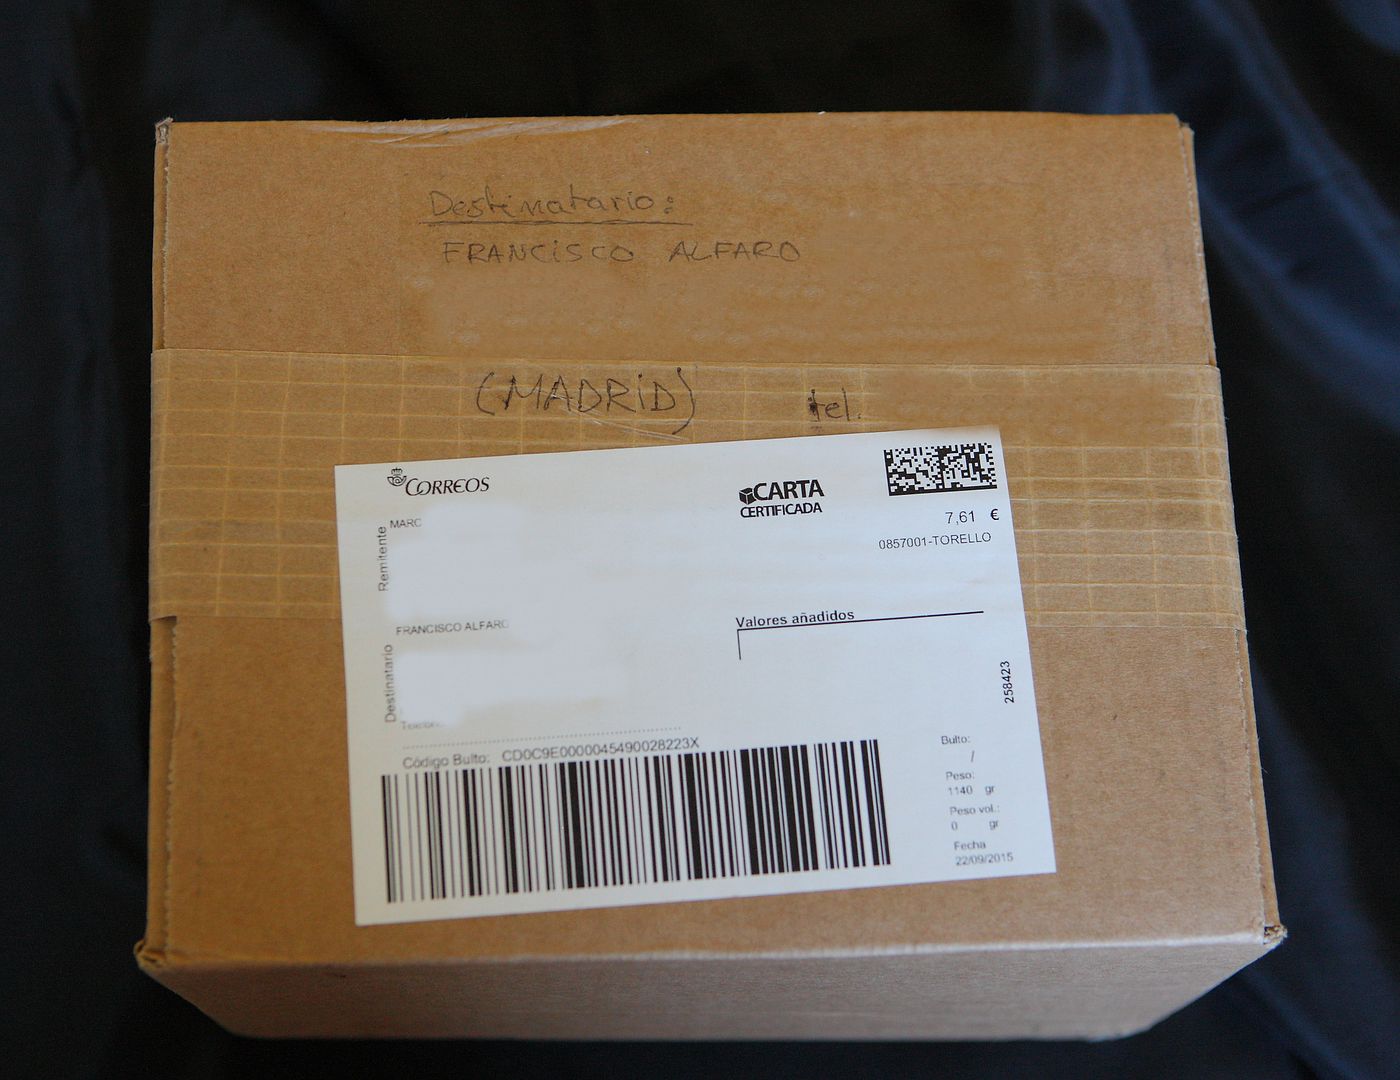 Destinatario:
FRANCISCO ALFARO
(MADRID) tel.
CORREOS
CARTA
CERTIFICADA
7,61 €
0857001-TORELLO
Remitente
MARC
Destinatario
FRANCISCO ALFARO
Valores añadidos
258423
Código Bulto: CD0C9E0000045490028223X
Bulto:
/
Peso:
1140 gr
Peso vol.:
0 gr
Fecha
22/09/2015